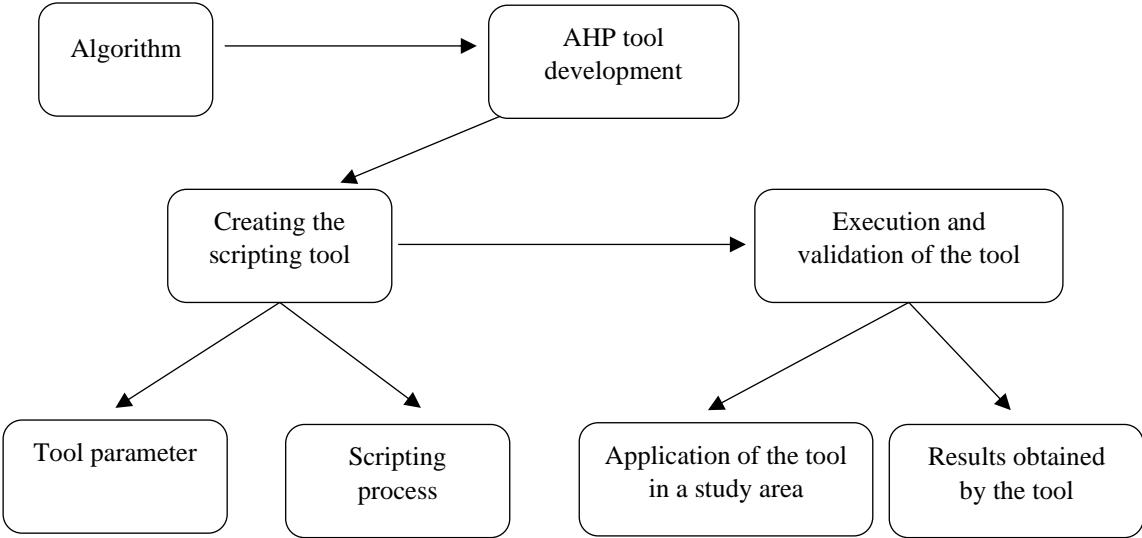 Algorithm
AHP tool
development
Creating the
scripting tool
Execution and
validation of the tool
Tool parameter
Scripting
process
Application of the tool
in a study area
Results obtained
by the tool